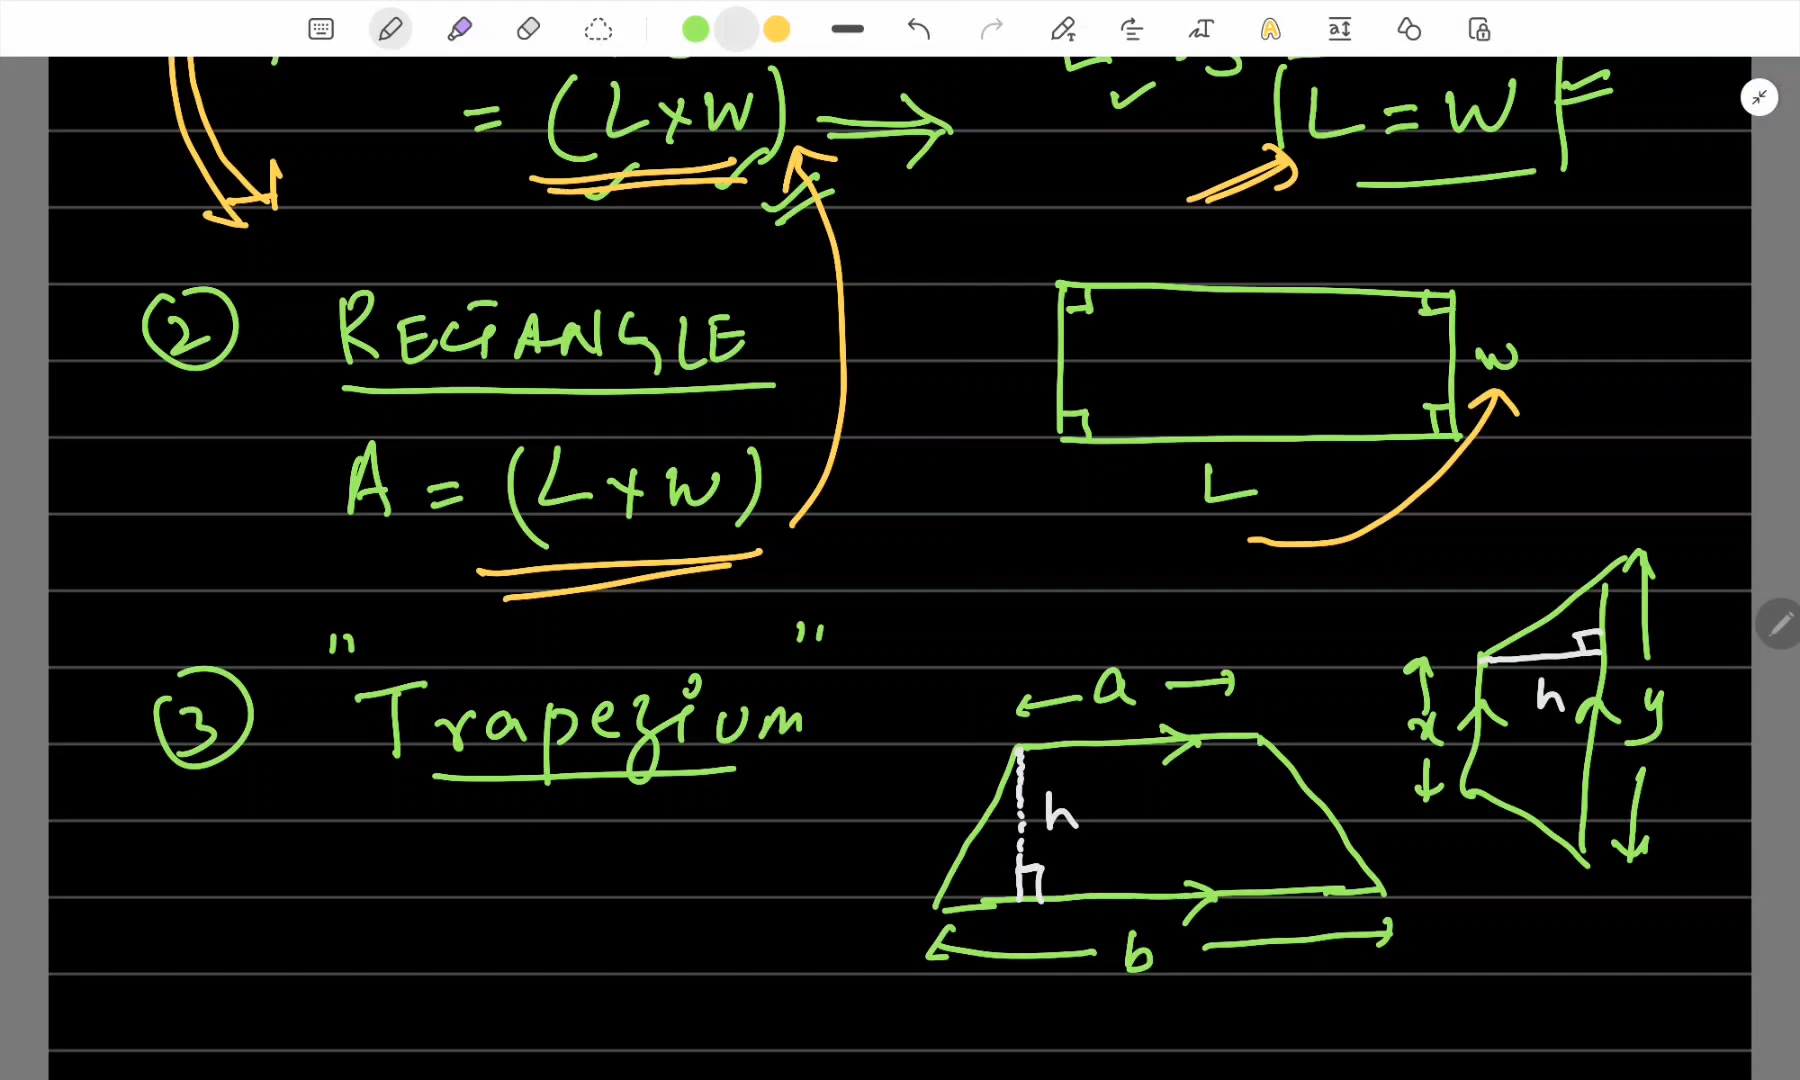 = (L x W) ⇒ L = W
② RECTANGLE
W
A = (L x W)
L
③ "Trapezium"
a
h
b
x
h
y